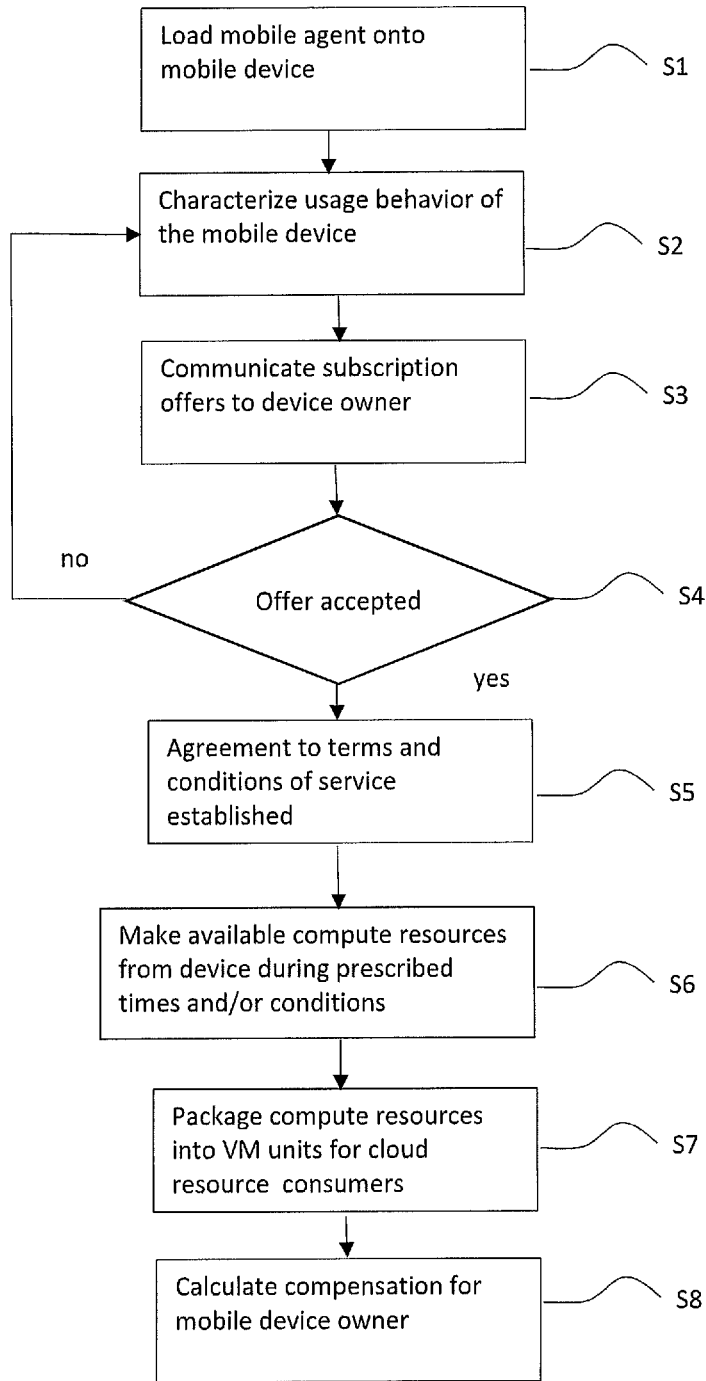 Load mobile agent onto
mobile device
S1
Characterize usage behavior of
the mobile device
S2
Communicate subscription
offers to device owner
S3
no
Offer accepted
S4
yes
Agreement to terms and
conditions of service
established
S5
Make available compute resources
from device during prescribed
times and/or conditions
S6
Package compute resources
into VM units for cloud
resource consumers
S7
Calculate compensation for
mobile device owner
S8